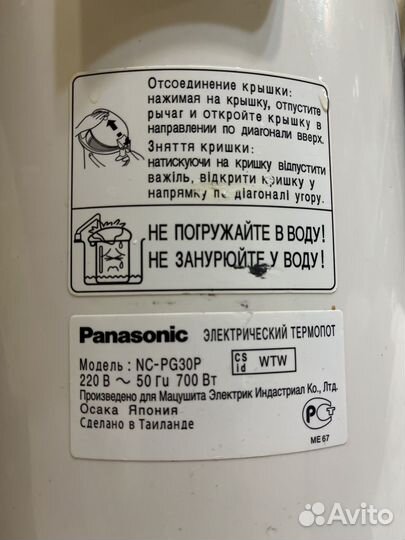 Отсоединение крышки:
нажимая на крышку, отпустите
рычаг и откройте крышку в
направлении по диагонали вверх.
Зняття кришки:
натискуючи на кришку відпустити
важіль, відкрити кришку у
напрямку по діагоналі угору.
НЕ ПОГРУЖАЙТЕ В ВОДУ!
НЕ ЗАНУРЮЙТЕ У ВОДУ!
Panasonic ЭЛЕКТРИЧЕСКИЙ ТЕРМОПОТ
Модель : NC-PG30P
cs id WTW
220 В ~ 50 Гц 700 Вт
Произведено для Мацушита Электрик Индастриал Ко., Лтд.
Осака Япония
Сделано в Таиланде
РСТ
ME 67
Avito